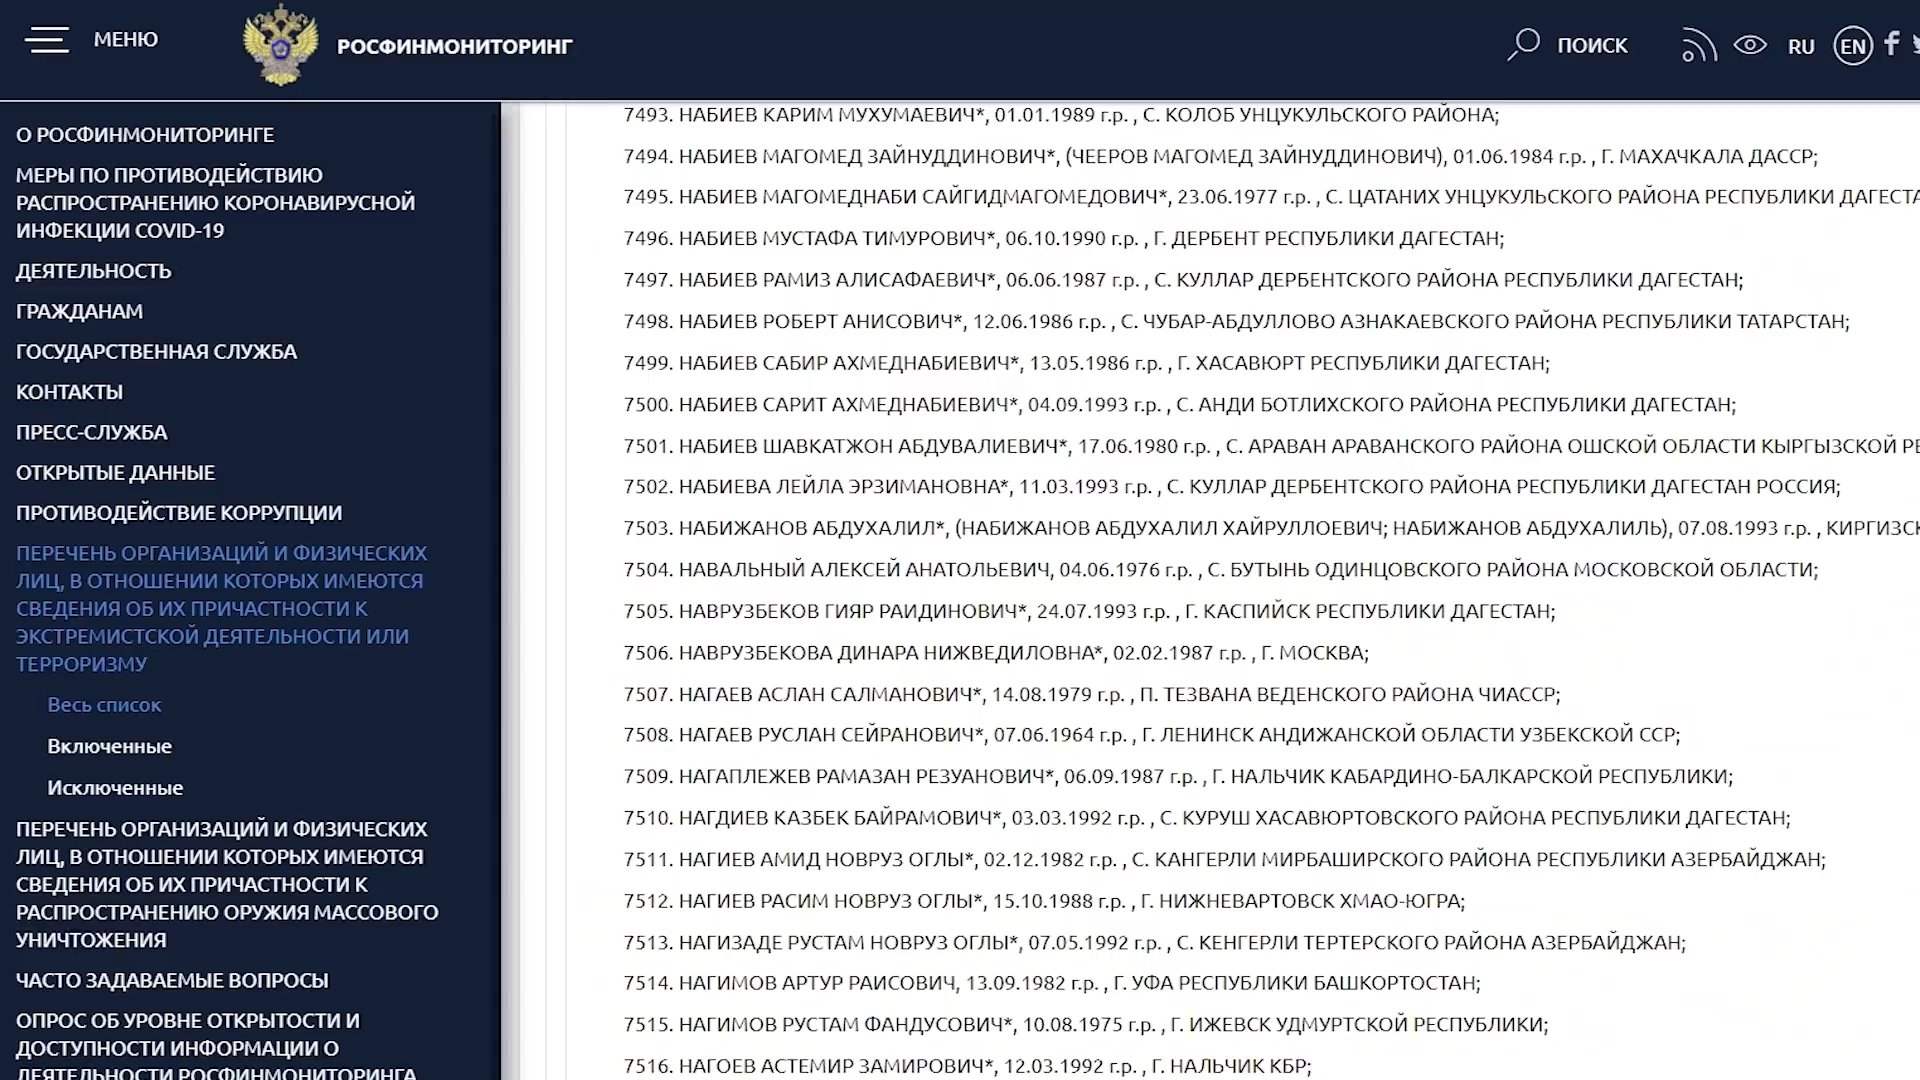 МЕНЮ
РОСФИНМОНИТОРИНГ
ПОИСК
RU
EN
О РОСФИНМОНИТОРИНГЕ
МЕРЫ ПО ПРОТИВОДЕЙСТВИЮ
РАСПРОСТРАНЕНИЮ КОРОНАВИРУСНОЙ
ИНФЕКЦИИ COVID-19
ДЕЯТЕЛЬНОСТЬ
ГРАЖДАНАМ
ГОСУДАРСТВЕННАЯ СЛУЖБА
КОНТАКТЫ
ПРЕСС-СЛУЖБА
ОТКРЫТЫЕ ДАННЫЕ
ПРОТИВОДЕЙСТВИЕ КОРРУПЦИИ
ПЕРЕЧЕНЬ ОРГАНИЗАЦИЙ И ФИЗИЧЕСКИХ
ЛИЦ, В ОТНОШЕНИИ КОТОРЫХ ИМЕЮТСЯ
СВЕДЕНИЯ ОБ ИХ ПРИЧАСТНОСТИ К
ЭКСТРЕМИСТСКОЙ ДЕЯТЕЛЬНОСТИ ИЛИ
ТЕРРОРИЗМУ
Весь список
Включенные
Исключенные
ПЕРЕЧЕНЬ ОРГАНИЗАЦИЙ И ФИЗИЧЕСКИХ
ЛИЦ, В ОТНОШЕНИИ КОТОРЫХ ИМЕЮТСЯ
СВЕДЕНИЯ ОБ ИХ ПРИЧАСТНОСТИ К
РАСПРОСТРАНЕНИЮ ОРУЖИЯ МАССОВОГО
УНИЧТОЖЕНИЯ
ЧАСТО ЗАДАВАЕМЫЕ ВОПРОСЫ
ОПРОС ОБ УРОВНЕ ОТКРЫТОСТИ И
ДОСТУПНОСТИ ИНФОРМАЦИИ О
ДЕЯТЕЛЬНОСТИ РОСФИНМОНИТОРИНГА
7493. НАБИЕВ КАРИМ МУХУМАЕВИЧ*, 01.01.1989 г.р. , С. КОЛОБ УНЦУКУЛЬСКОГО РАЙОНА;
7494. НАБИЕВ МАГОМЕД ЗАЙНУДДИНОВИЧ*, (ЧЕЕРОВ МАГОМЕД ЗАЙНУДДИНОВИЧ), 01.06.1984 г.р. , Г. МАХАЧКАЛА ДАССР;
7495. НАБИЕВ МАГОМЕДНАБИ САЙГИДМАГОМЕДОВИЧ*, 23.06.1977 г.р. , С. ЦАТАНИХ УНЦУКУЛЬСКОГО РАЙОНА РЕСПУБЛИКИ ДАГЕСТА
7496. НАБИЕВ МУСТАФА ТИМУРОВИЧ*, 06.10.1990 г.р. , Г. ДЕРБЕНТ РЕСПУБЛИКИ ДАГЕСТАН;
7497. НАБИЕВ РАМИЗ АЛИСАФАЕВИЧ*, 06.06.1987 г.р. , С. КУЛЛАР ДЕРБЕНТСКОГО РАЙОНА РЕСПУБЛИКИ ДАГЕСТАН;
7498. НАБИЕВ РОБЕРТ АНИСОВИЧ*, 12.06.1986 г.р. , С. ЧУБАР-АБДУЛЛОВО АЗНАКАЕВСКОГО РАЙОНА РЕСПУБЛИКИ ТАТАРСТАН;
7499. НАБИЕВ САБИР АХМЕДНАБИЕВИЧ*, 13.05.1986 г.р. , Г. ХАСАВЮРТ РЕСПУБЛИКИ ДАГЕСТАН;
7500. НАБИЕВ САРИТ АХМЕДНАБИЕВИЧ*, 04.09.1993 г.р. , С. АНДИ БОТЛИХСКОГО РАЙОНА РЕСПУБЛИКИ ДАГЕСТАН;
7501. НАБИЕВ ШАВКАТЖОН АБДУВАЛИЕВИЧ*, 17.06.1980 г.р. , С. АРАВАН АРАВАНСКОГО РАЙОНА ОШСКОЙ ОБЛАСТИ КЫРГЫЗСКОЙ РЕ
7502. НАБИЕВА ЛЕЙЛА ЭРЗИМАНОВНА*, 11.03.1993 г.р. , С. КУЛЛАР ДЕРБЕНТСКОГО РАЙОНА РЕСПУБЛИКИ ДАГЕСТАН РОССИЯ;
7503. НАБИЖАНОВ АБДУХАЛИЛ*, (НАБИЖАНОВ АБДУХАЛИЛ ХАЙРУЛЛОЕВИЧ; НАБИЖАНОВ АБДУХАЛИЛЬ), 07.08.1993 г.р. , КИРГИЗСК
7504. НАВАЛЬНЫЙ АЛЕКСЕЙ АНАТОЛЬЕВИЧ, 04.06.1976 г.р. , С. БУТЫНЬ ОДИНЦОВСКОГО РАЙОНА МОСКОВСКОЙ ОБЛАСТИ;
7505. НАВРУЗБЕКОВ ГИЯР РАИДИНОВИЧ*, 24.07.1993 г.р. , Г. КАСПИЙСК РЕСПУБЛИКИ ДАГЕСТАН;
7506. НАВРУЗБЕКОВА ДИНАРА НИЖВЕДИЛОВНА*, 02.02.1987 г.р. , Г. МОСКВА;
7507. НАГАЕВ АСЛАН САЛМАНОВИЧ*, 14.08.1979 г.р. , П. ТЕЗВАНА ВЕДЕНСКОГО РАЙОНА ЧИАССР;
7508. НАГАЕВ РУСЛАН СЕЙРАНОВИЧ*, 07.06.1964 г.р. , Г. ЛЕНИНСК АНДИЖАНСКОЙ ОБЛАСТИ УЗБЕКСКОЙ ССР;
7509. НАГАПЛЕЖЕВ РАМАЗАН РЕЗУАНОВИЧ*, 06.09.1987 г.р. , Г. НАЛЬЧИК КАБАРДИНО-БАЛКАРСКОЙ РЕСПУБЛИКИ;
7510. НАГДИЕВ КАЗБЕК БАЙРАМОВИЧ*, 03.03.1992 г.р. , С. КУРУШ ХАСАВЮРТОВСКОГО РАЙОНА РЕСПУБЛИКИ ДАГЕСТАН;
7511. НАГИЕВ АМИД НОВРУЗ ОГЛЫ*, 02.12.1982 г.р. , С. КАНГЕРЛИ МИРБАШИРСКОГО РАЙОНА РЕСПУБЛИКИ АЗЕРБАЙДЖАН;
7512. НАГИЕВ РАСИМ НОВРУЗ ОГЛЫ*, 15.10.1988 г.р. , Г. НИЖНЕВАРТОВСК ХМАО-ЮГРА;
7513. НАГИЗАДЕ РУСТАМ НОВРУЗ ОГЛЫ*, 07.05.1992 г.р. , С. КЕНГЕРЛИ ТЕРТЕРСКОГО РАЙОНА АЗЕРБАЙДЖАН;
7514. НАГИМОВ АРТУР РАИСОВИЧ, 13.09.1982 г.р. , Г. УФА РЕСПУБЛИКИ БАШКОРТОСТАН;
7515. НАГИМОВ РУСТАМ ФАНДУСОВИЧ*, 10.08.1975 г.р. , Г. ИЖЕВСК УДМУРТСКОЙ РЕСПУБЛИКИ;
7516. НАГОЕВ АСТЕМИР ЗАМИРОВИЧ*, 12.03.1992 г.р. , Г. НАЛЬЧИК КБР;